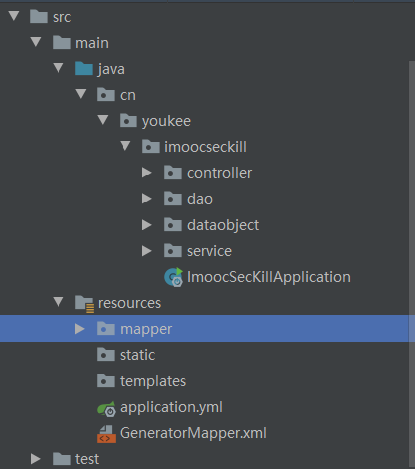 src
main
java
cn
youkee
imoocseckill
controller
dao
dataobject
service
ImoocSecKillApplication
resources
mapper
static
templates
application.yml
GeneratorMapper.xml
test